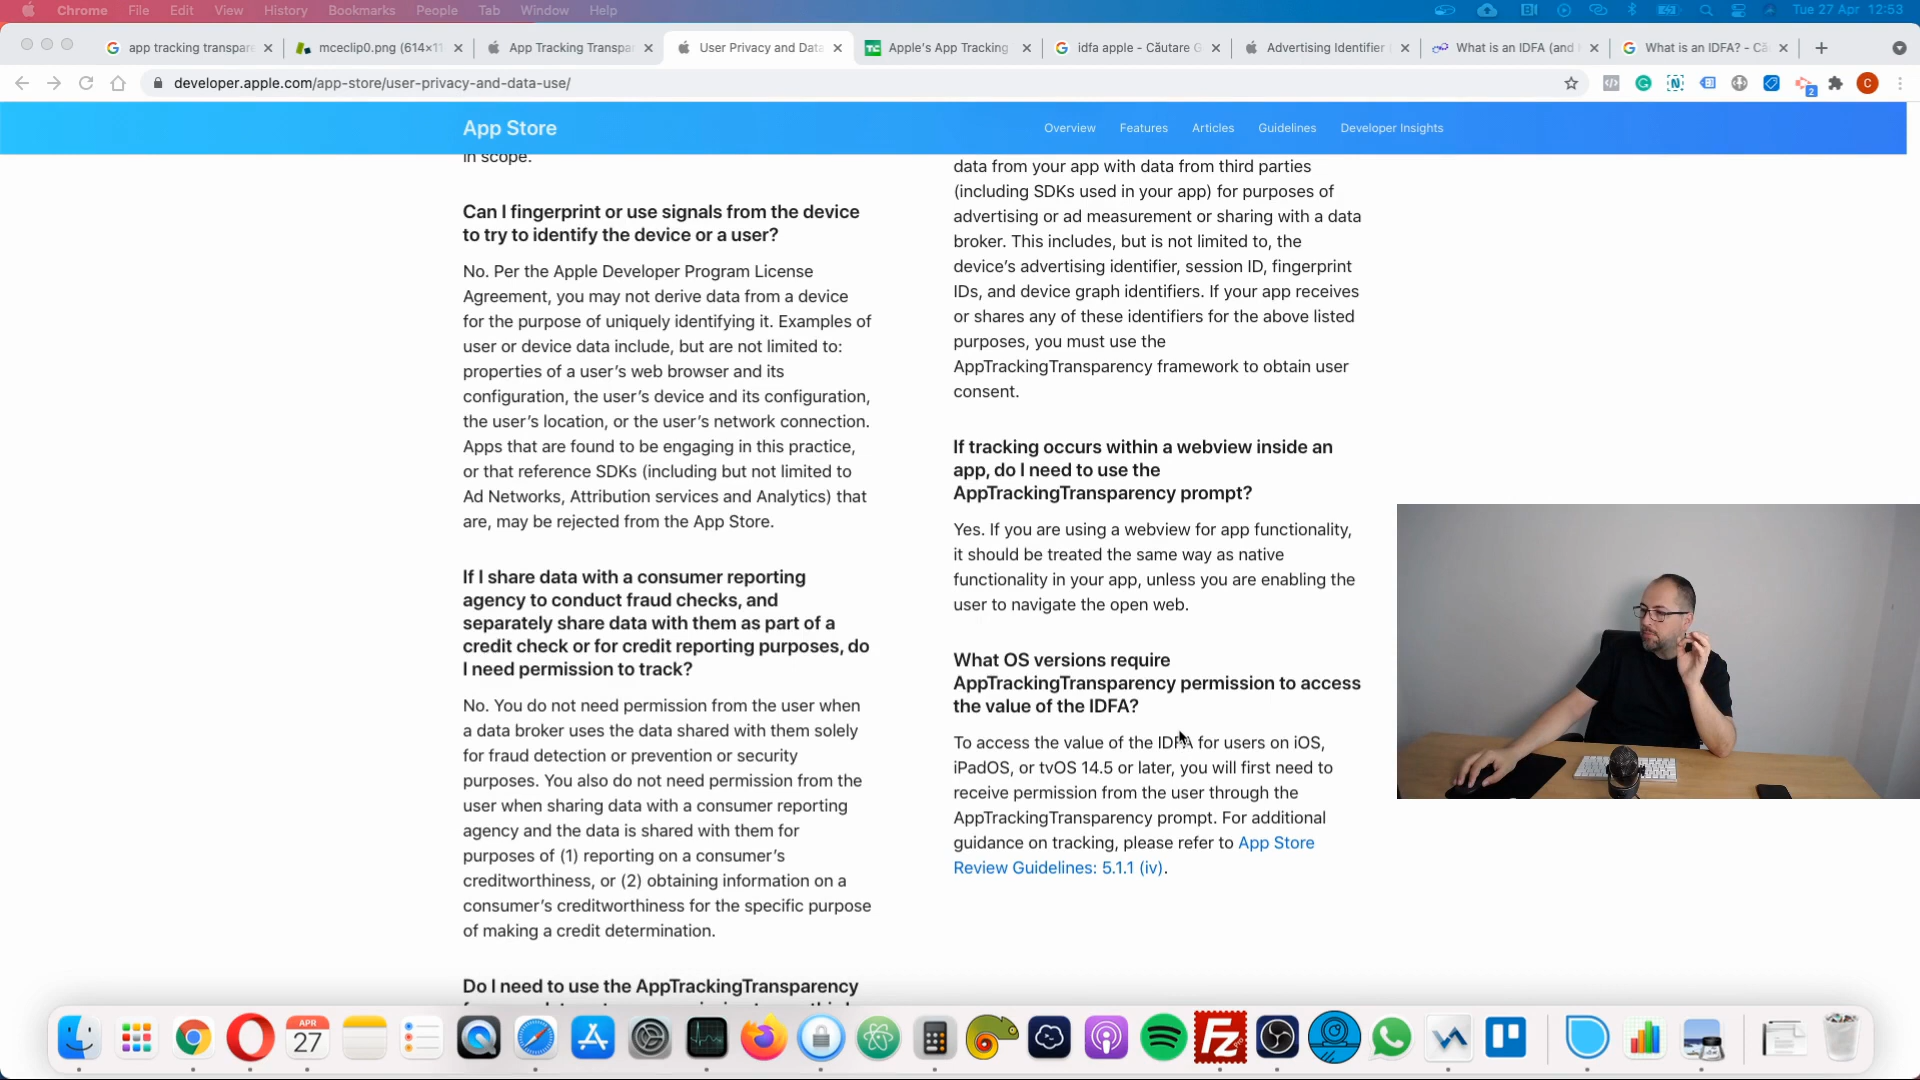 Chrome File Edit View History Bookmarks People Tab Window Help
Tue 27 Apr 12:53
app tracking transpare
mceclip0.png (614×11
App Tracking Transpar
User Privacy and Data
Apple's App Tracking
idfa apple - Căutare G
Advertising Identifier
What is an IDFA (and
What is an IDFA? - Că
developer.apple.com/app-store/user-privacy-and-data-use/
C
2
App Store
Overview Features Articles Guidelines Developer Insights
in scope.
Can I fingerprint or use signals from the device
to try to identify the device or a user?
No. Per the Apple Developer Program License
Agreement, you may not derive data from a device
for the purpose of uniquely identifying it. Examples of
user or device data include, but are not limited to:
properties of a user's web browser and its
configuration, the user's device and its configuration,
the user's location, or the user's network connection.
Apps that are found to be engaging in this practice,
or that reference SDKs (including but not limited to
Ad Networks, Attribution services and Analytics) that
are, may be rejected from the App Store.
If I share data with a consumer reporting
agency to conduct fraud checks, and
separately share data with them as part of a
credit check or for credit reporting purposes, do
I need permission to track?
No. You do not need permission from the user when
a data broker uses the data shared with them solely
for fraud detection or prevention or security
purposes. You also do not need permission from the
user when sharing data with a consumer reporting
agency and the data is shared with them for
purposes of (1) reporting on a consumer's
creditworthiness, or (2) obtaining information on a
consumer's creditworthiness for the specific purpose
of making a credit determination.
Do I need to use the AppTrackingTransparency
data from your app with data from third parties
(including SDKs used in your app) for purposes of
advertising or ad measurement or sharing with a data
broker. This includes, but is not limited to, the
device's advertising identifier, session ID, fingerprint
IDs, and device graph identifiers. If your app receives
or shares any of these identifiers for the above listed
purposes, you must use the
AppTrackingTransparency framework to obtain user
consent.
If tracking occurs within a webview inside an
app, do I need to use the
AppTrackingTransparency prompt?
Yes. If you are using a webview for app functionality,
it should be treated the same way as native
functionality in your app, unless you are enabling the
user to navigate the open web.
What OS versions require
AppTrackingTransparency permission to access
the value of the IDFA?
To access the value of the IDFA for users on iOS,
iPadOS, or tvOS 14.5 or later, you will first need to
receive permission from the user through the
AppTrackingTransparency prompt. For additional
guidance on tracking, please refer to App Store
Review Guidelines: 5.1.1 (iv).
APR
27
Fz